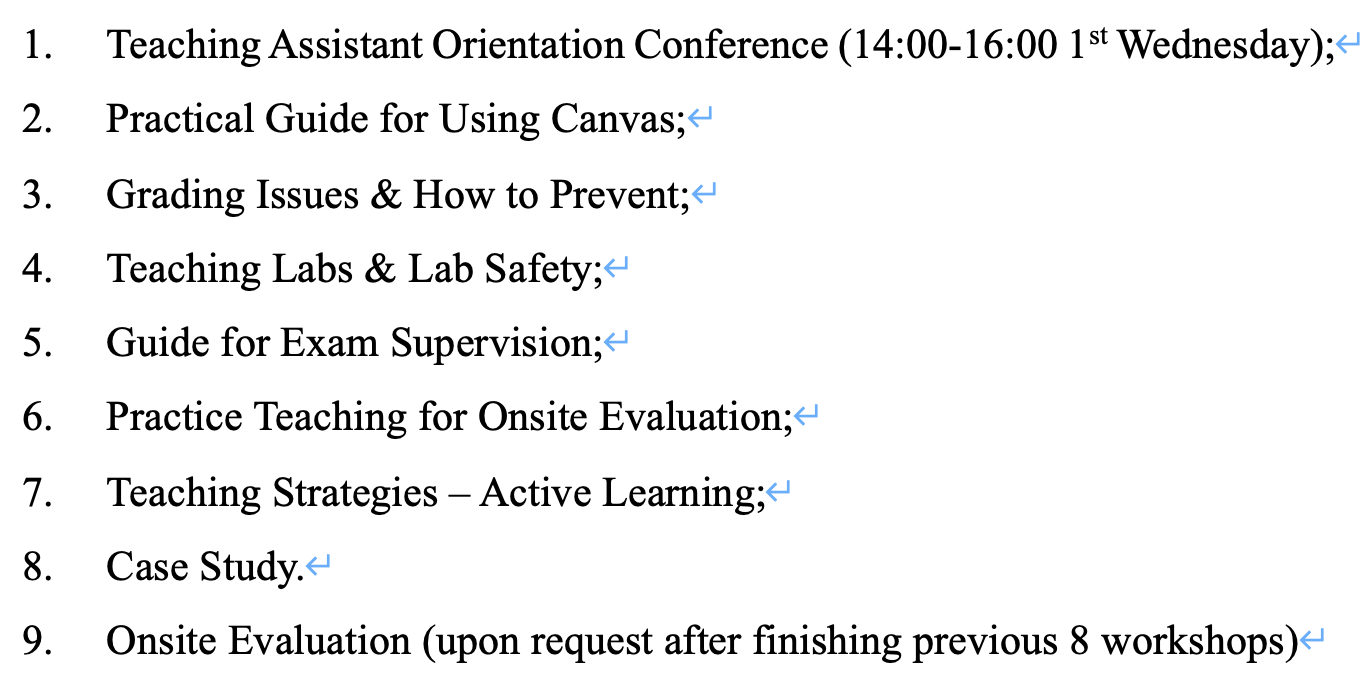 1. Teaching Assistant Orientation Conference (14:00-16:00 1st Wednesday);
2. Practical Guide for Using Canvas;
3. Grading Issues & How to Prevent;
4. Teaching Labs & Lab Safety;
5. Guide for Exam Supervision;
6. Practice Teaching for Onsite Evaluation;
7. Teaching Strategies – Active Learning;
8. Case Study.
9. Onsite Evaluation (upon request after finishing previous 8 workshops)